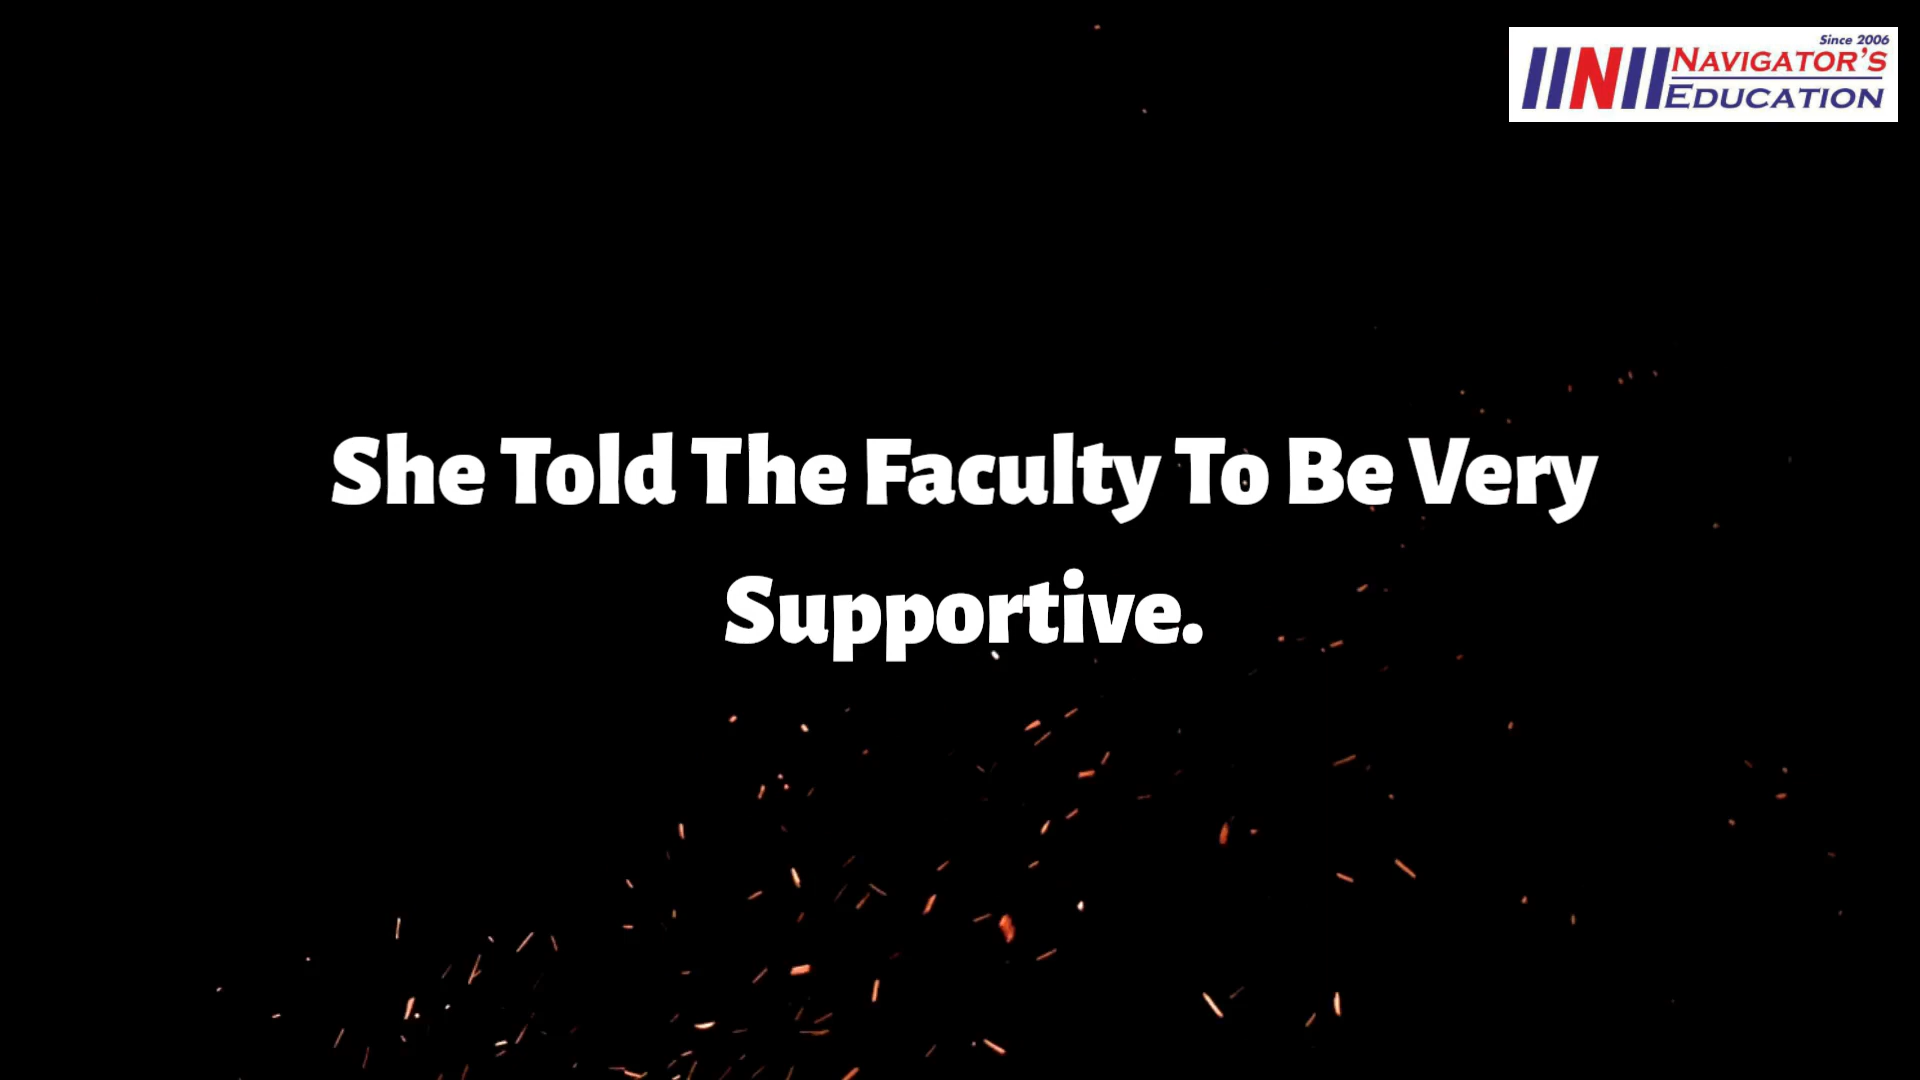 Since 2006
NAVIGATOR'S
N EDUCATION
She Told The Faculty To Be Very
Supportive.